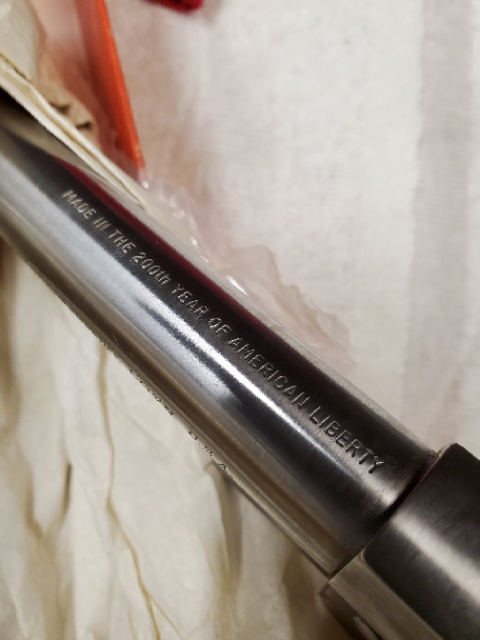 MADE IN THE 200th YEAR OF AMERICAN LIBERTY